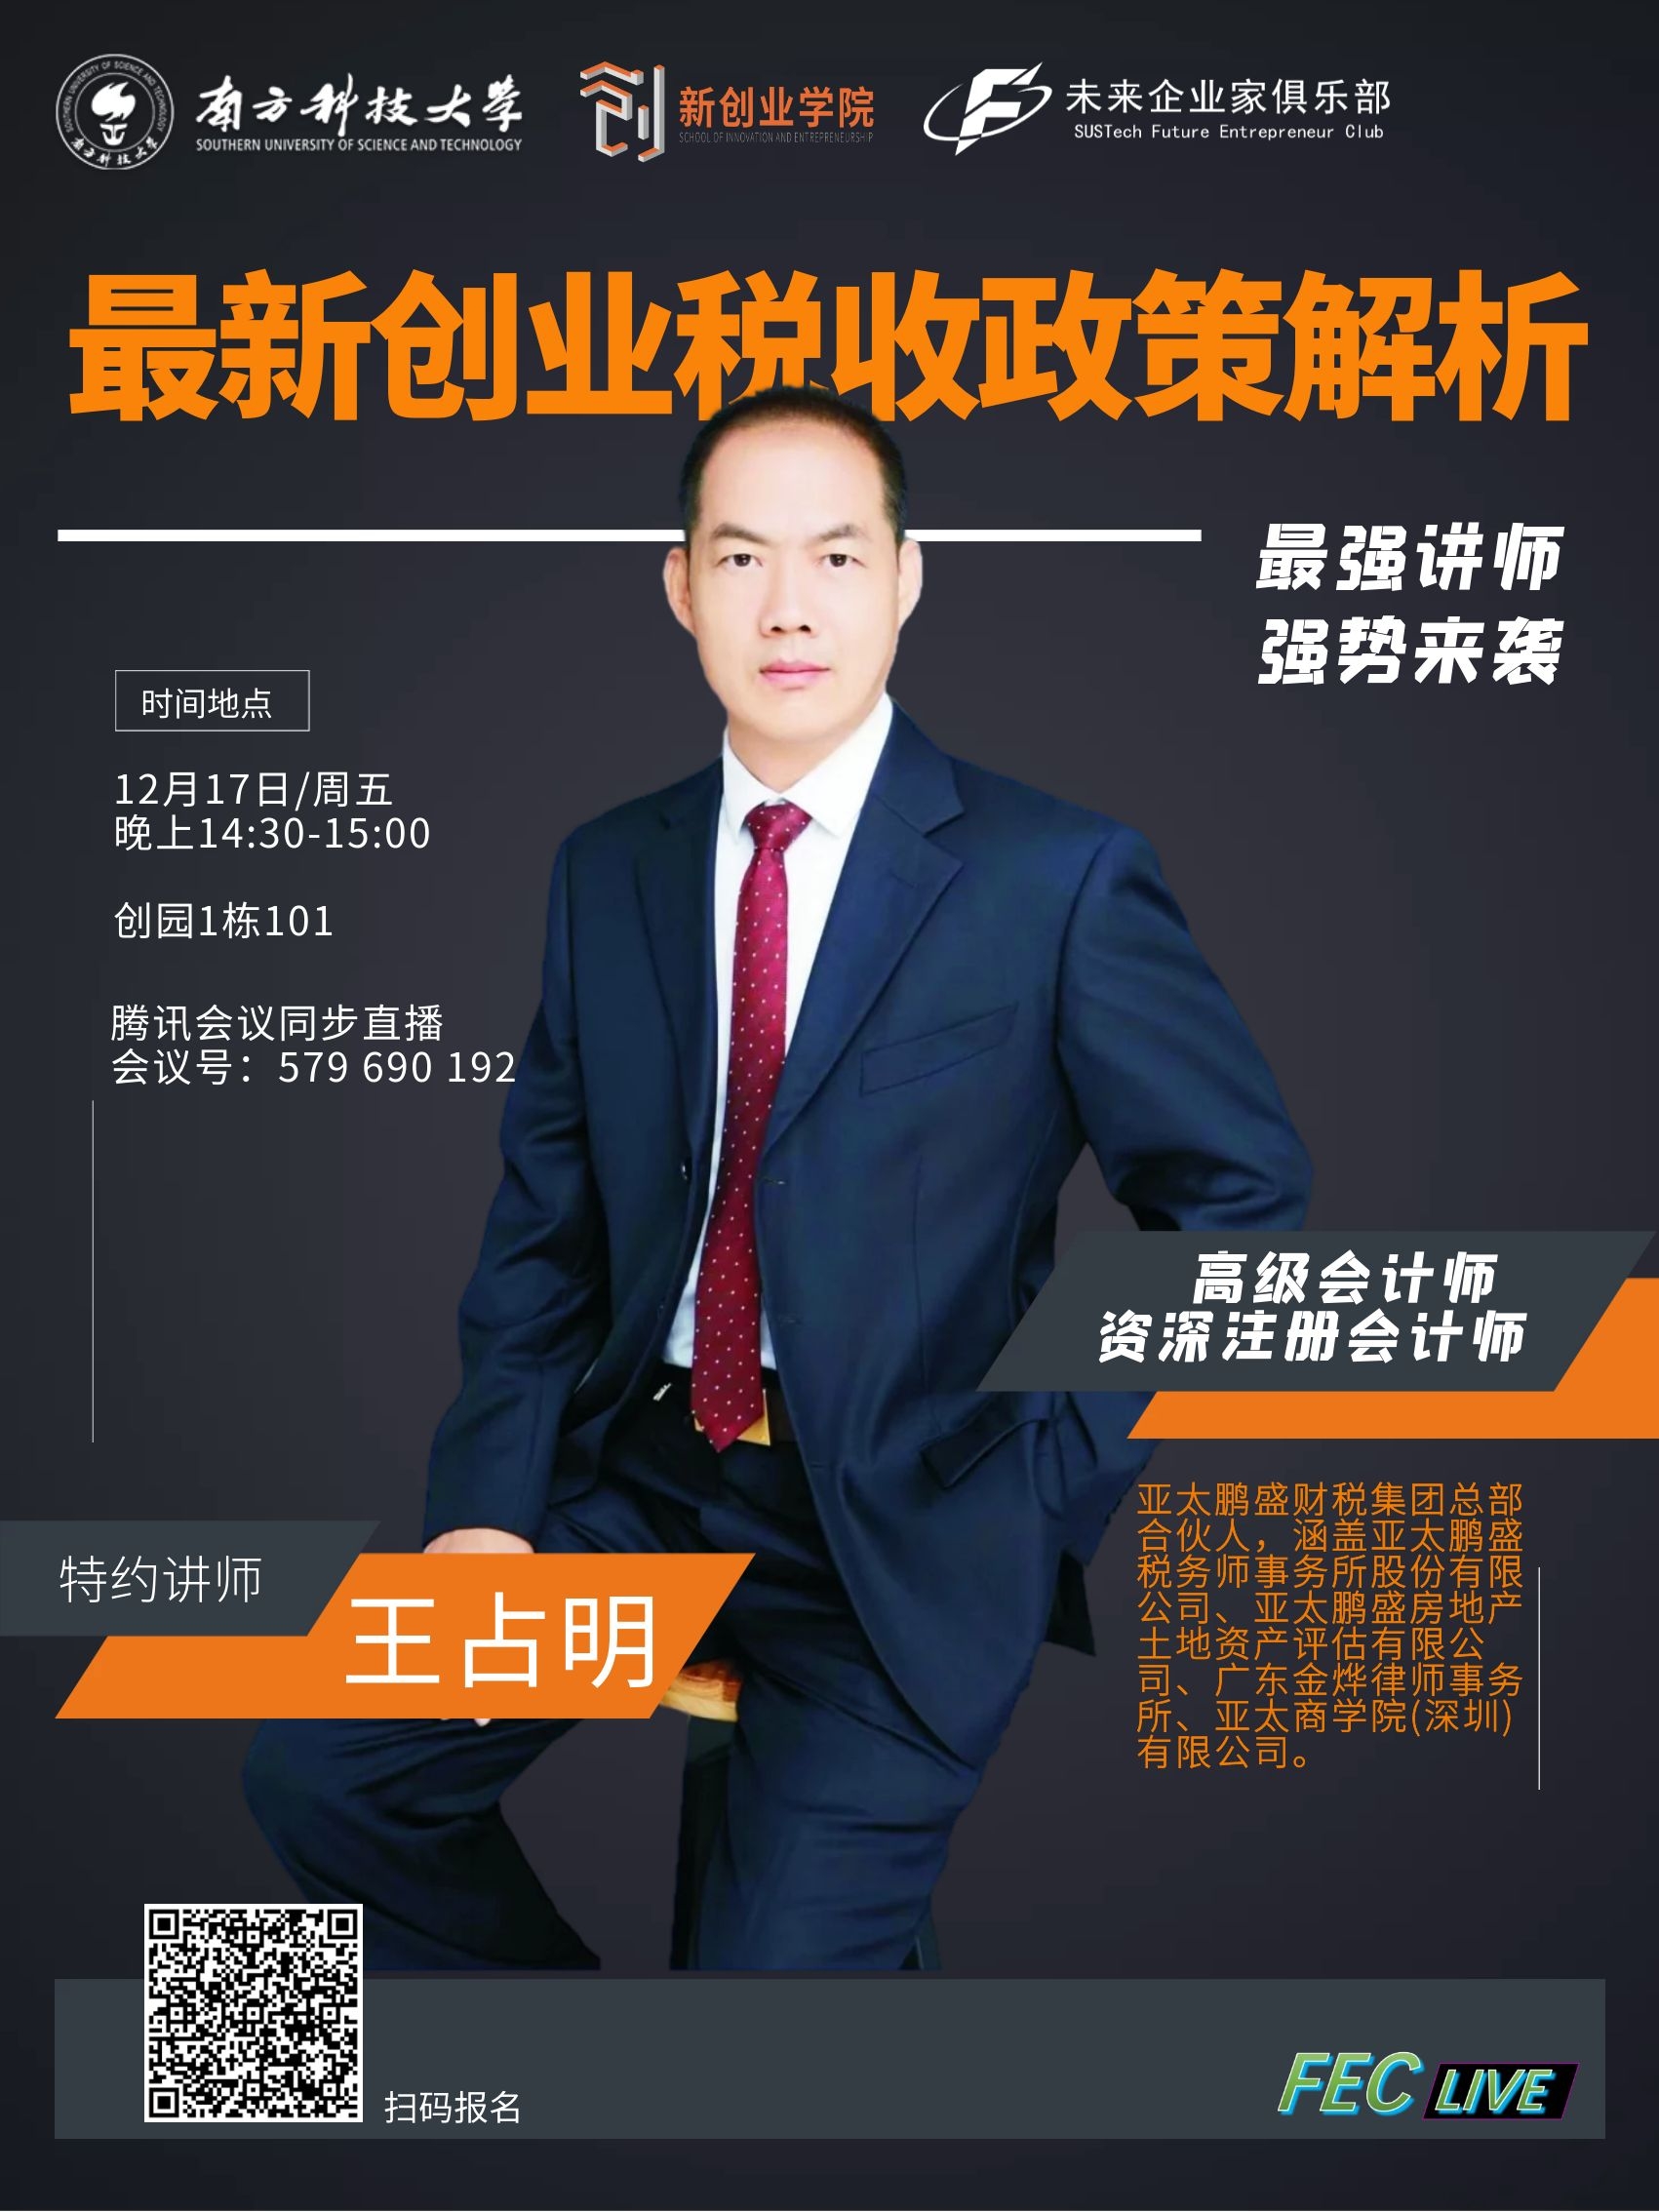 南方科技大学
SOUTHERN UNIVERSITY OF SCIENCE AND TECHNOLOGY
新创业学院
SCHOOL OF INNOVATION AND ENTREPRENEURSHIP
未来企业家俱乐部
SUSTech Future Entrepreneur Club
最新创业税收政策解析
最强讲师
强势来袭
时间地点
12月17日/周五
晚上14:30-15:00
创园1栋101
腾讯会议同步直播
会议号：579 690 192
高级会计师
资深注册会计师
亚太鹏盛财税集团总部
合伙人，涵盖亚太鹏盛
税务师事务所股份有限
公司、亚太鹏盛房地产
土地资产评估有限公
司、广东金烨律师事务
所、亚太商学院(深圳)
有限公司。
特约讲师
王占明
扫码报名
FEC LIVE